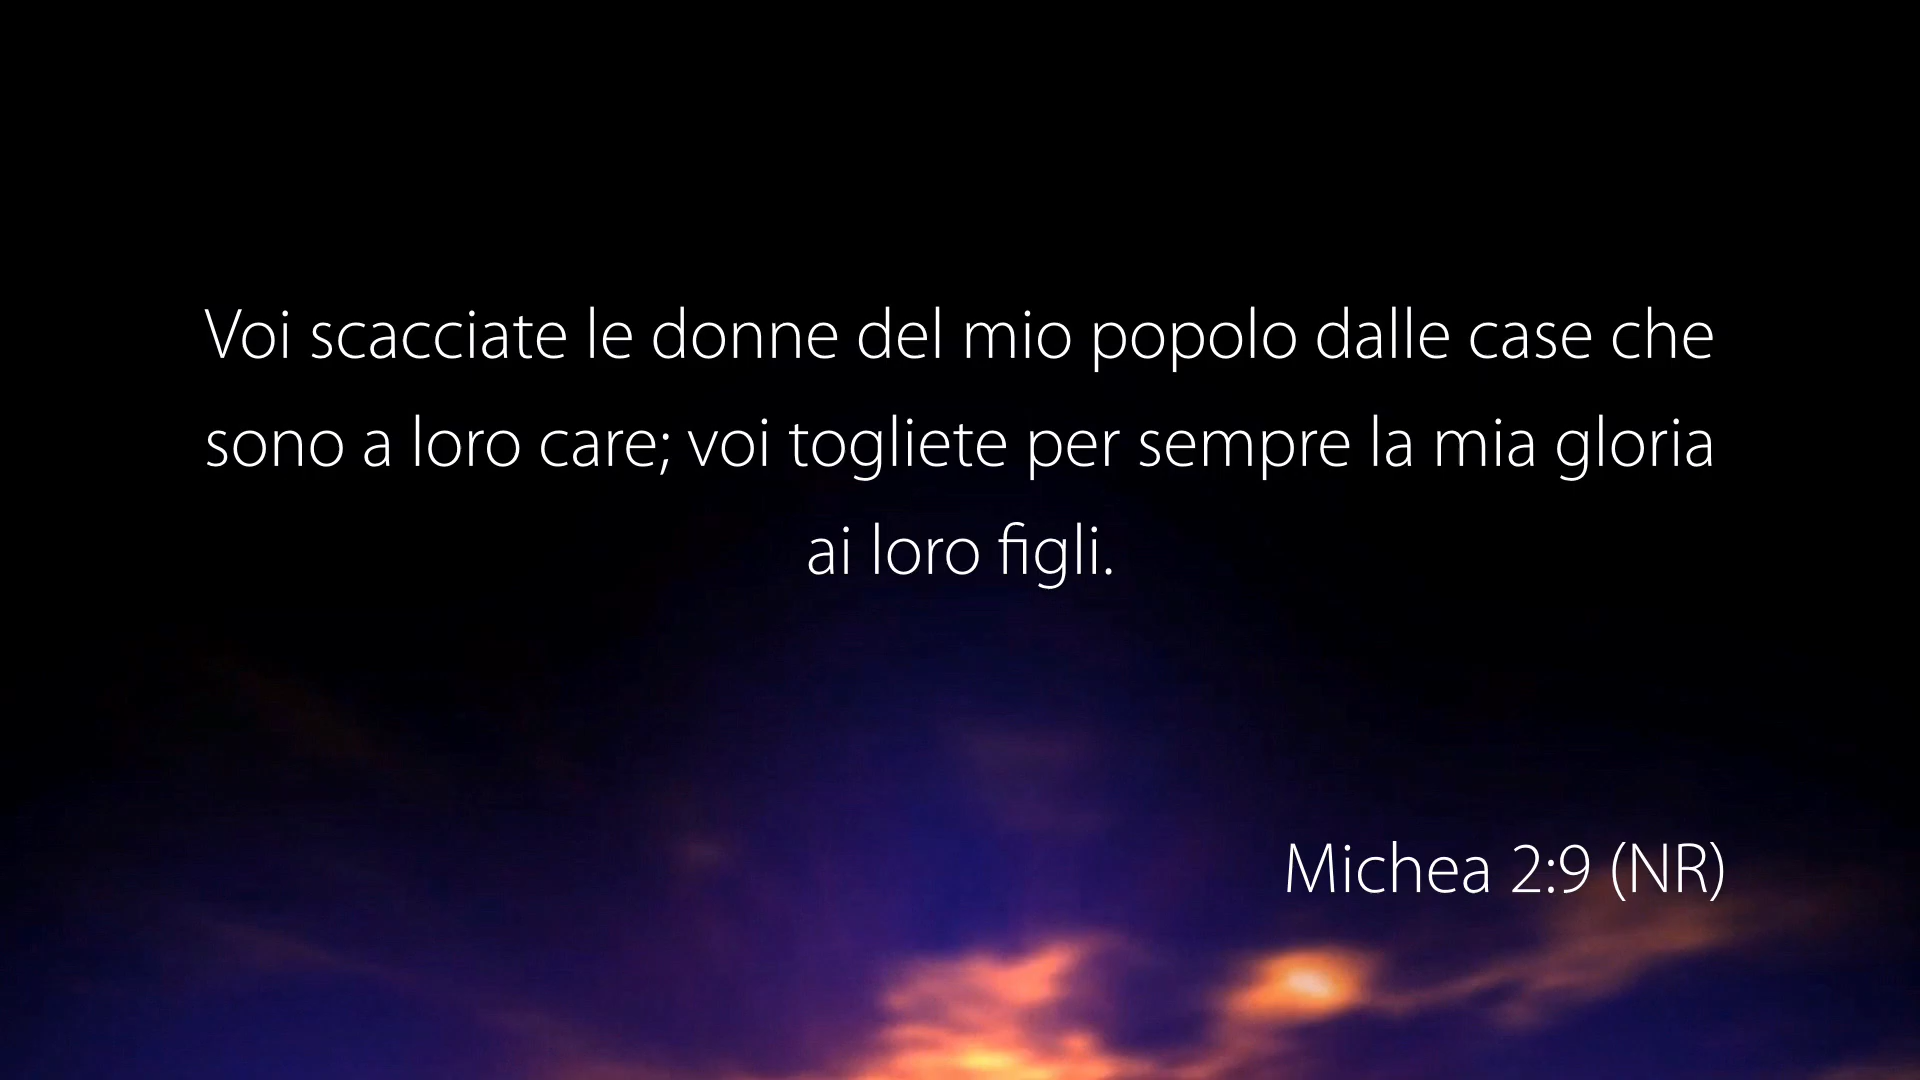 Voi scacciate le donne del mio popolo dalle case che
sono a loro care; voi togliete per sempre la mia gloria
ai loro figli.
Michea 2:9 (NR)